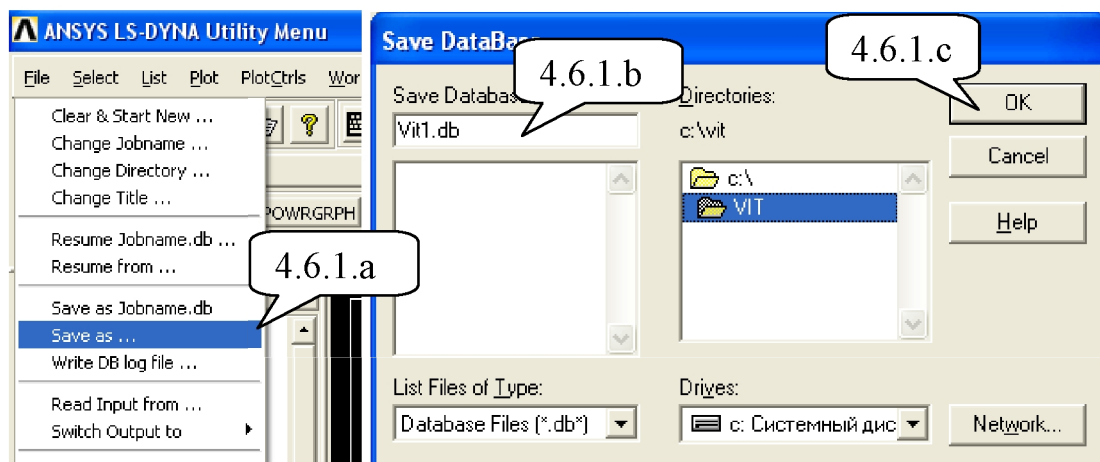 ANSYS LS-DYNA Utility Menu
File Select List Plot PlotCtrls Wor
Clear & Start New ...
Change Jobname ...
Change Directory ...
Change Title ...
POWRGRPH
Resume Jobname.db ...
Resume from ...
4.6.1.a
Save as Jobname.db
Save as ...
Write DB log file ...
Read Input from ...
Switch Output to
Save DataBas
4.6.1.b
4.6.1.c
Save Databas
Directories:
OK
Vit1.db
c:\vit
Cancel
c:\
VIT
Help
List Files of Type:
Drives:
Database Files (*.db*)
c: Системный дис
Network...